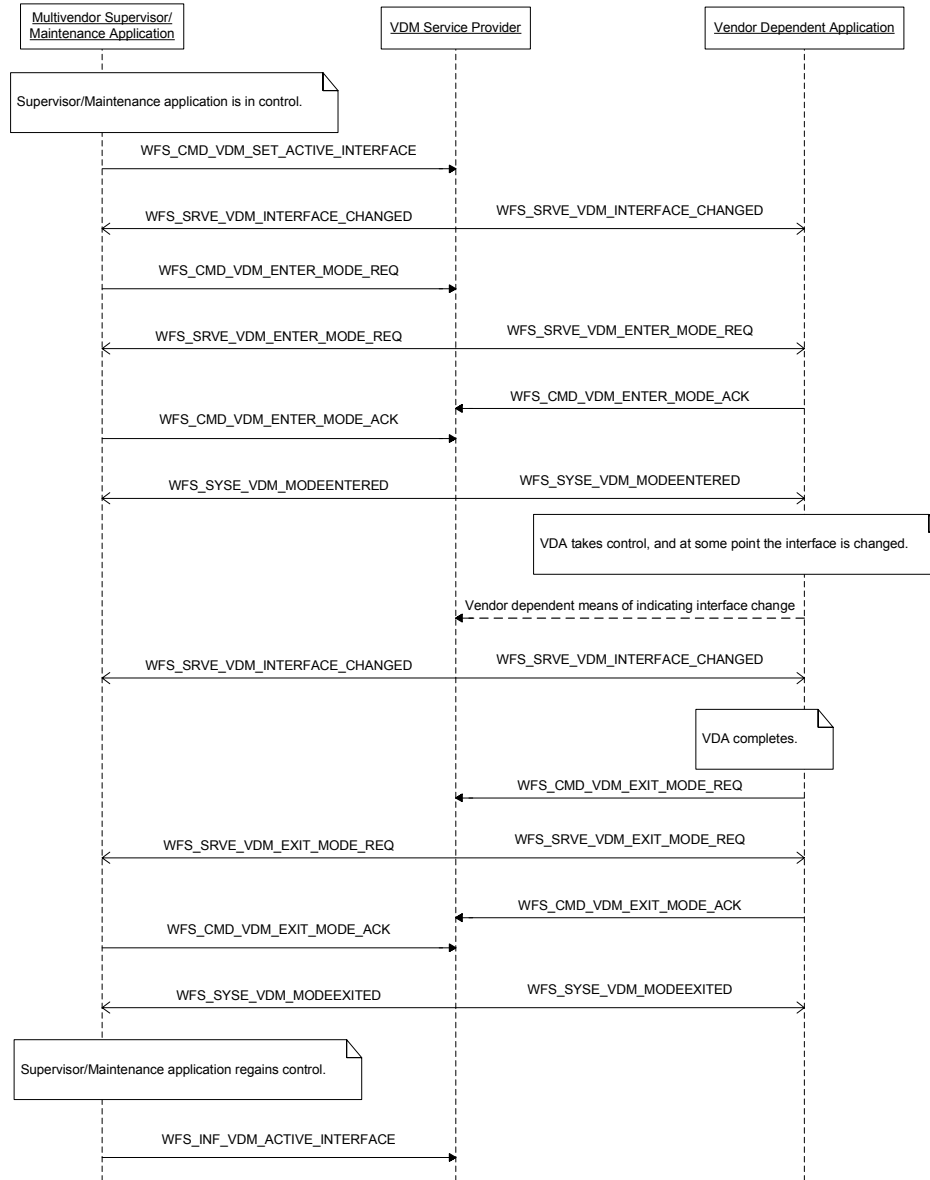 Multivendor Supervisor/
Maintenance Application
VDM Service Provider
Vendor Dependent Application
Supervisor/Maintenance application is in control.
WFS_CMD_VDM_SET_ACTIVE_INTERFACE
WFS_SRVE_VDM_INTERFACE_CHANGED
WFS_SRVE_VDM_INTERFACE_CHANGED
WFS_CMD_VDM_ENTER_MODE_REQ
WFS_SRVE_VDM_ENTER_MODE_REQ
WFS_SRVE_VDM_ENTER_MODE_REQ
WFS_CMD_VDM_ENTER_MODE_ACK
WFS_CMD_VDM_ENTER_MODE_ACK
WFS_SYSE_VDM_MODEENTERED
WFS_SYSE_VDM_MODEENTERED
VDA takes control, and at some point the interface is changed.
Vendor dependent means of indicating interface change
WFS_SRVE_VDM_INTERFACE_CHANGED
WFS_SRVE_VDM_INTERFACE_CHANGED
VDA completes.
WFS_CMD_VDM_EXIT_MODE_REQ
WFS_SRVE_VDM_EXIT_MODE_REQ
WFS_SRVE_VDM_EXIT_MODE_REQ
WFS_CMD_VDM_EXIT_MODE_ACK
WFS_CMD_VDM_EXIT_MODE_ACK
WFS_SYSE_VDM_MODEEXITED
WFS_SYSE_VDM_MODEEXITED
Supervisor/Maintenance application regains control.
WFS_INF_VDM_ACTIVE_INTERFACE